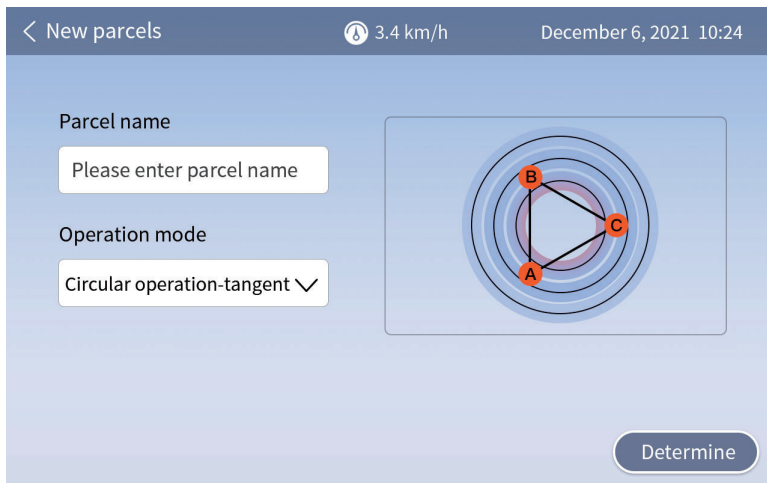 New parcels
3.4 km/h
December 6, 2021 10:24
Parcel name
Please enter parcel name
Operation mode
Circular operation-tangent
B
C
A
Determine